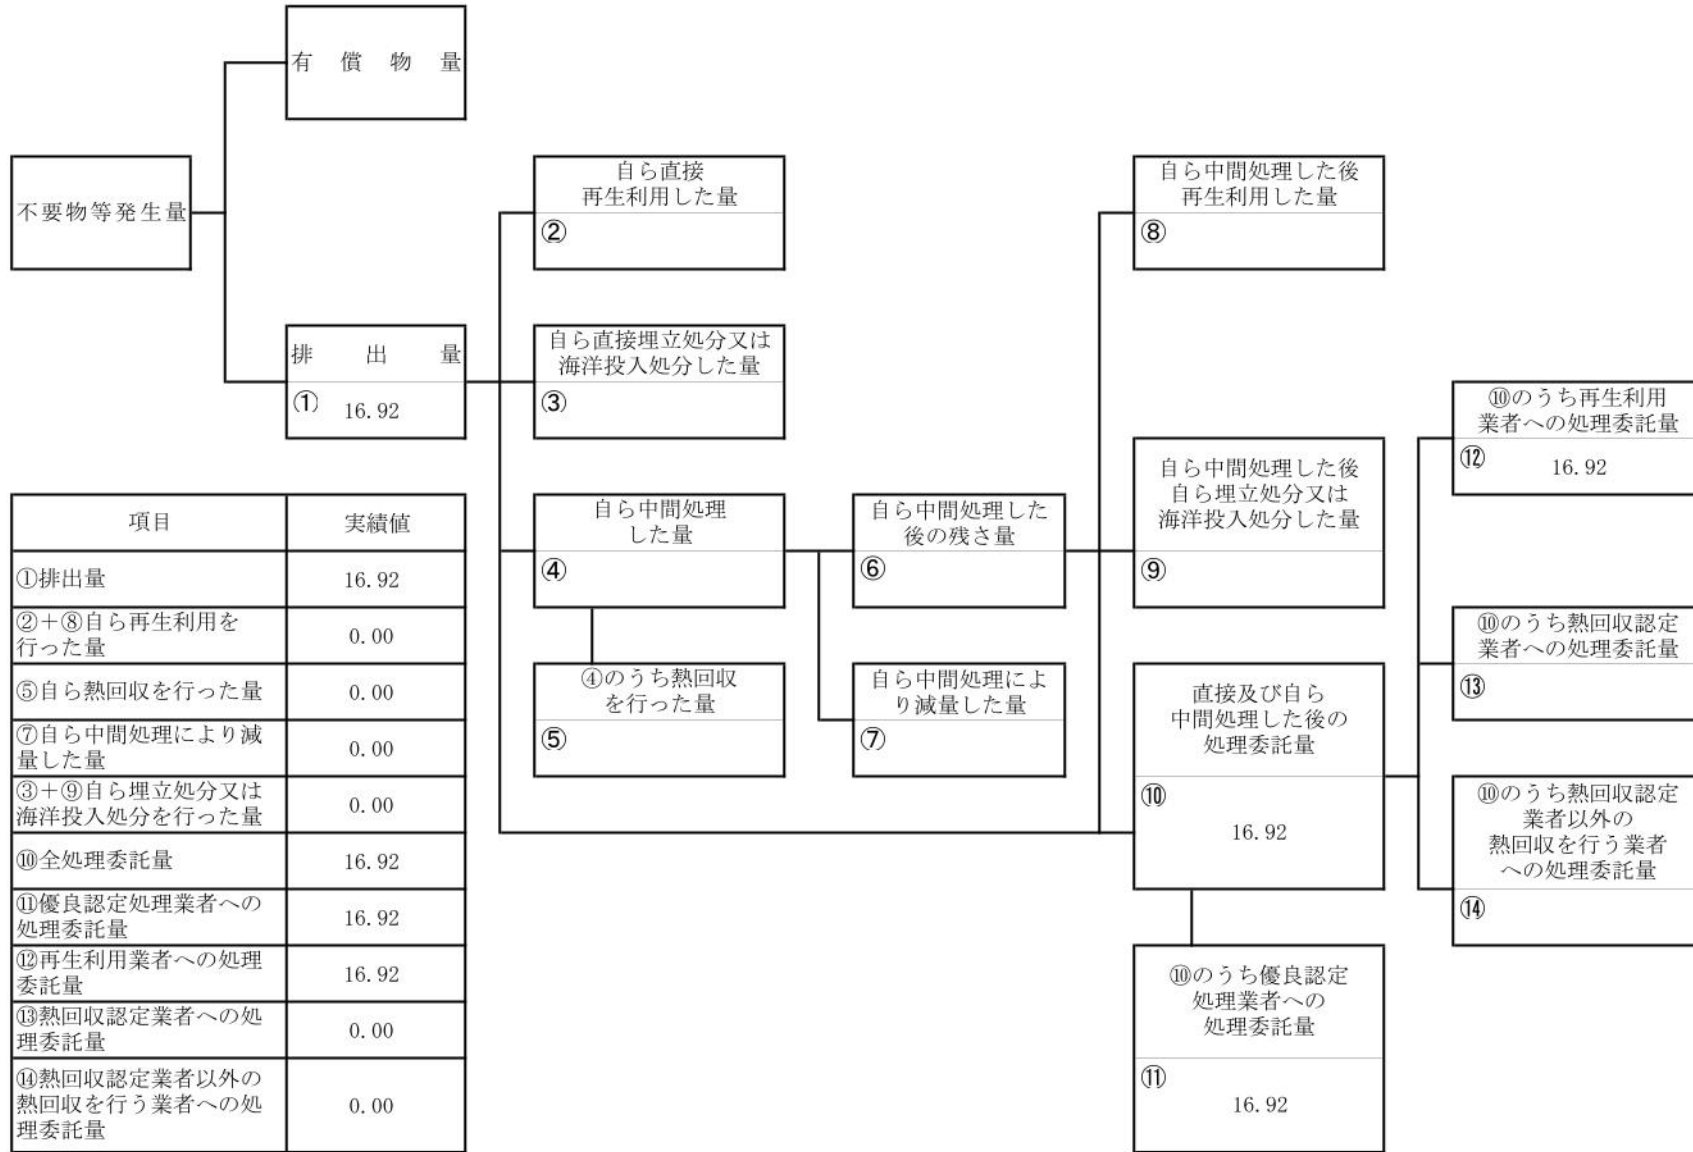 有償物量
不要物等発生量
排出量
① 16.92
自ら直接
再生利用した量
②
自ら直接埋立処分又は
海洋投入処分した量
③
自ら中間処理
した量
④
④のうち熱回収
を行った量
⑤
自ら中間処理した
後の残さ量
⑥
自ら中間処理によ
り減量した量
⑦
自ら中間処理した後
再生利用した量
⑧
自ら中間処理した後
自ら埋立処分又は
海洋投入処分した量
⑨
直接及び自ら
中間処理した後の
処理委託量
⑩
16.92
⑩のうち優良認定
処理業者への
処理委託量
⑪
16.92
⑩のうち再生利用
業者への処理委託量
⑫
16.92
⑩のうち熱回収認定
業者への処理委託量
⑬
⑩のうち熱回収認定
業者以外の
熱回収を行う業者
への処理委託量
⑭
項目 実績値
①排出量 16.92
②＋⑧自ら再生利用を
行った量 0.00
⑤自ら熱回収を行った量 0.00
⑦自ら中間処理により減
量した量 0.00
③＋⑨自ら埋立処分又は
海洋投入処分を行った量 0.00
⑩全処理委託量 16.92
⑪優良認定処理業者への
処理委託量 16.92
⑫再生利用業者への処理
委託量 16.92
⑬熱回収認定業者への処
理委託量 0.00
⑭熱回収認定業者以外の
熱回収を行う業者への処
理委託量 0.00